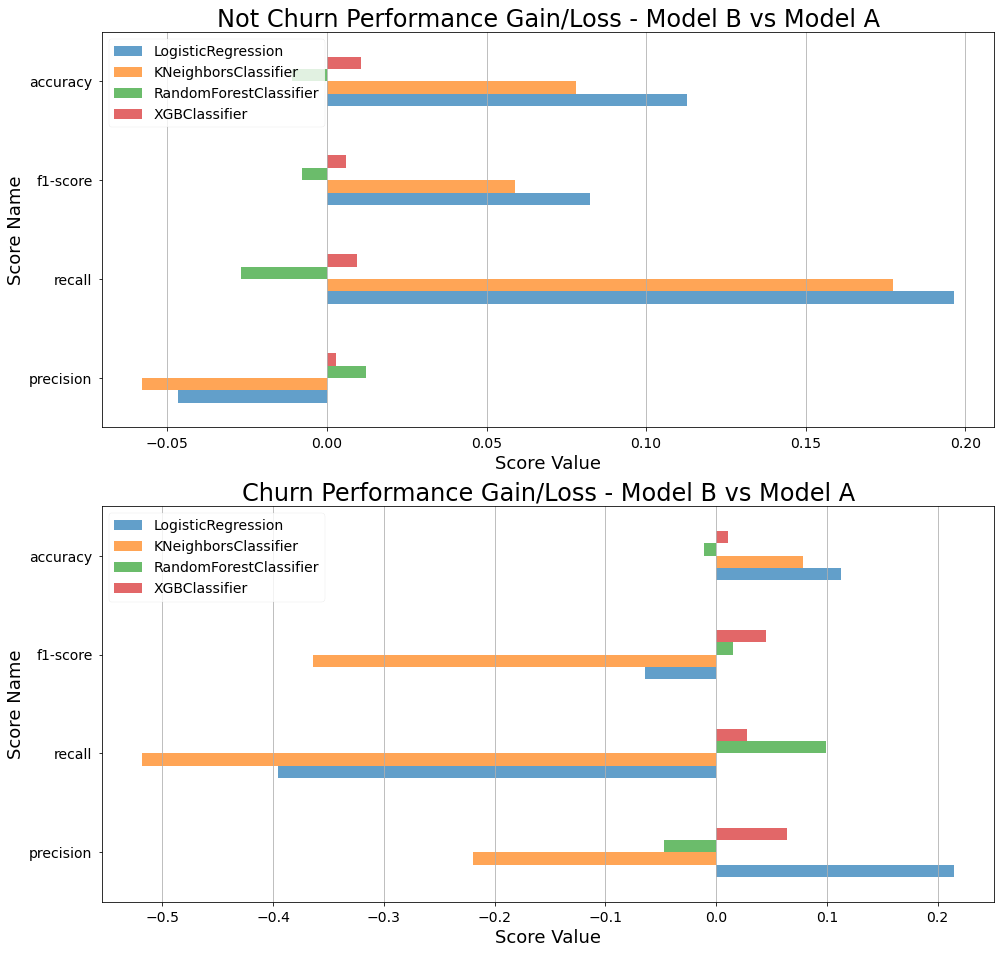 Not Churn Performance Gain/Loss - Model B vs Model A
LogisticRegression
KNeighborsClassifier
RandomForestClassifier
XGBClassifier
Score Name
accuracy
f1-score
recall
precision
−0.05 0.00 0.05 0.10 0.15 0.20
Score Value
Churn Performance Gain/Loss - Model B vs Model A
LogisticRegression
KNeighborsClassifier
RandomForestClassifier
XGBClassifier
Score Name
accuracy
f1-score
recall
precision
−0.5 −0.4 −0.3 −0.2 −0.1 0.0 0.1 0.2
Score Value